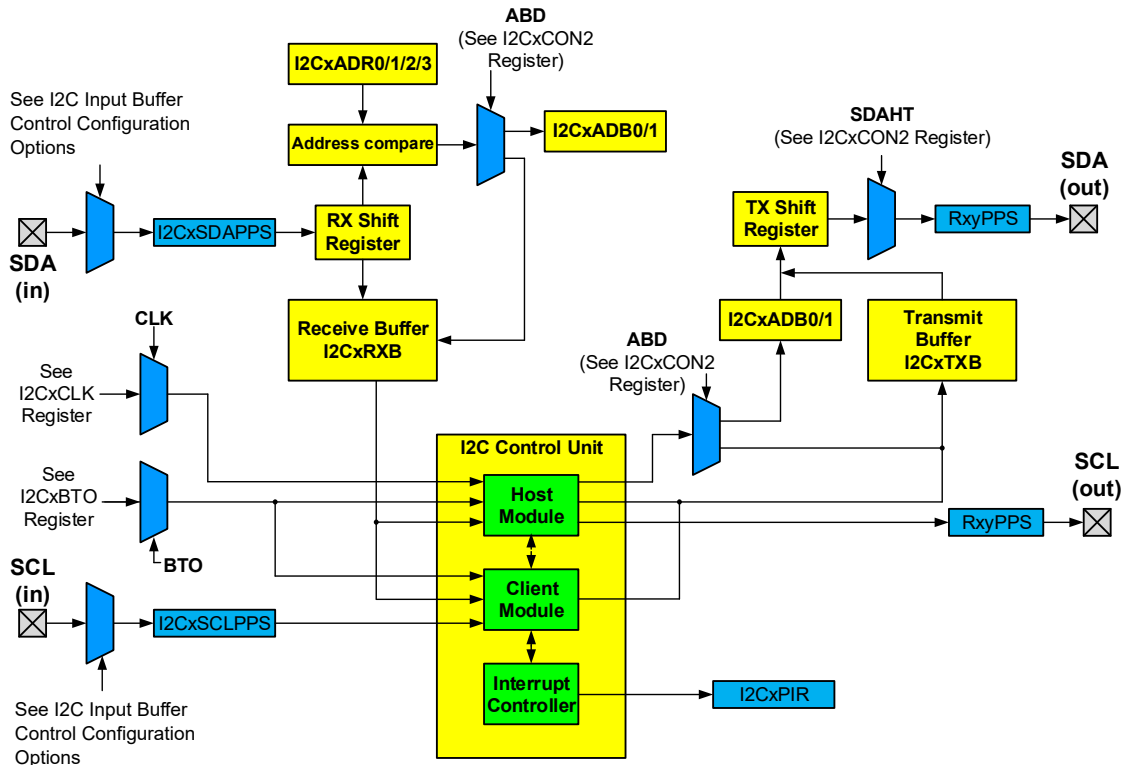 ABD
(See I2CxCON2
Register)
I2CxADR0/1/2/3
See I2C Input Buffer
Control Configuration
Options
Address compare
I2CxADB0/1
SDAHT
(See I2CxCON2 Register)
SDA
(out)
I2CxSDAPPS
RX Shift
Register
TX Shift
Register
RxyPPS
SDA
(in)
CLK
Receive Buffer
I2CxRXB
I2CxADB0/1
Transmit
Buffer
I2CxTXB
ABD
(See I2CxCON2
Register)
See
I2CxCLK
Register
I2C Control Unit
See
I2CxBTO
Register
Host
Module
SCL
(out)
RxyPPS
BTO
SCL
(in)
Client
Module
I2CxSCLPPS
Interrupt
Controller
I2CxPIR
See I2C Input Buffer
Control Configuration
Options